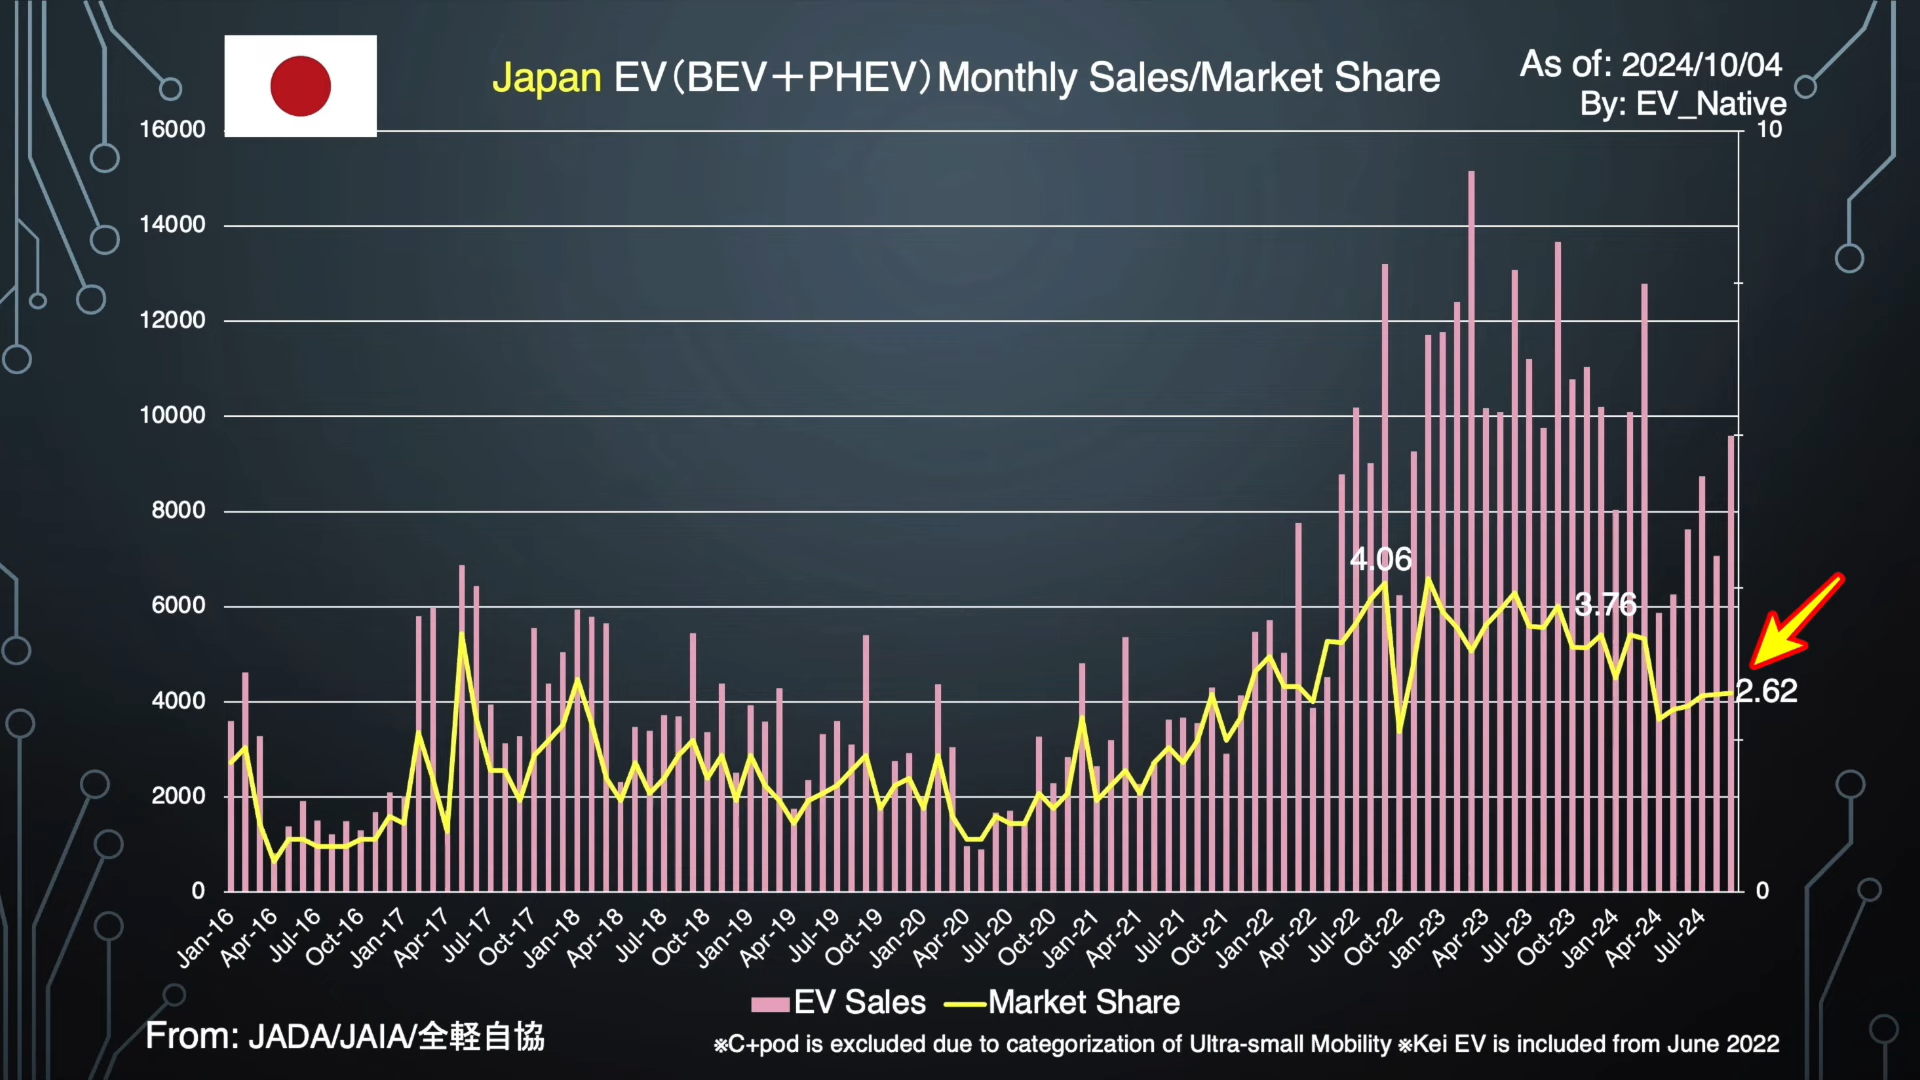 Japan EV（BEV＋PHEV）Monthly Sales/Market Share
As of: 2024/10/04
By: EV_Native
16000
14000
12000
10000
8000
6000
4000
2000
0
10
0
4.06
3.76
2.62
Jan-16
Apr-16
Jul-16
Oct-16
Jan-17
Apr-17
Jul-17
Oct-17
Jan-18
Apr-18
Jul-18
Oct-18
Jan-19
Apr-19
Jul-19
Oct-19
Jan-20
Apr-20
Jul-20
Oct-20
Jan-21
Apr-21
Jul-21
Oct-21
Jan-22
Apr-22
Jul-22
Oct-22
Jan-23
Apr-23
Jul-23
Oct-23
Jan-24
Apr-24
Jul-24
EV Sales
Market Share
From: JADA/JAIA/全軽自協
※C+pod is excluded due to categorization of Ultra-small Mobility ※Kei EV is included from June 2022